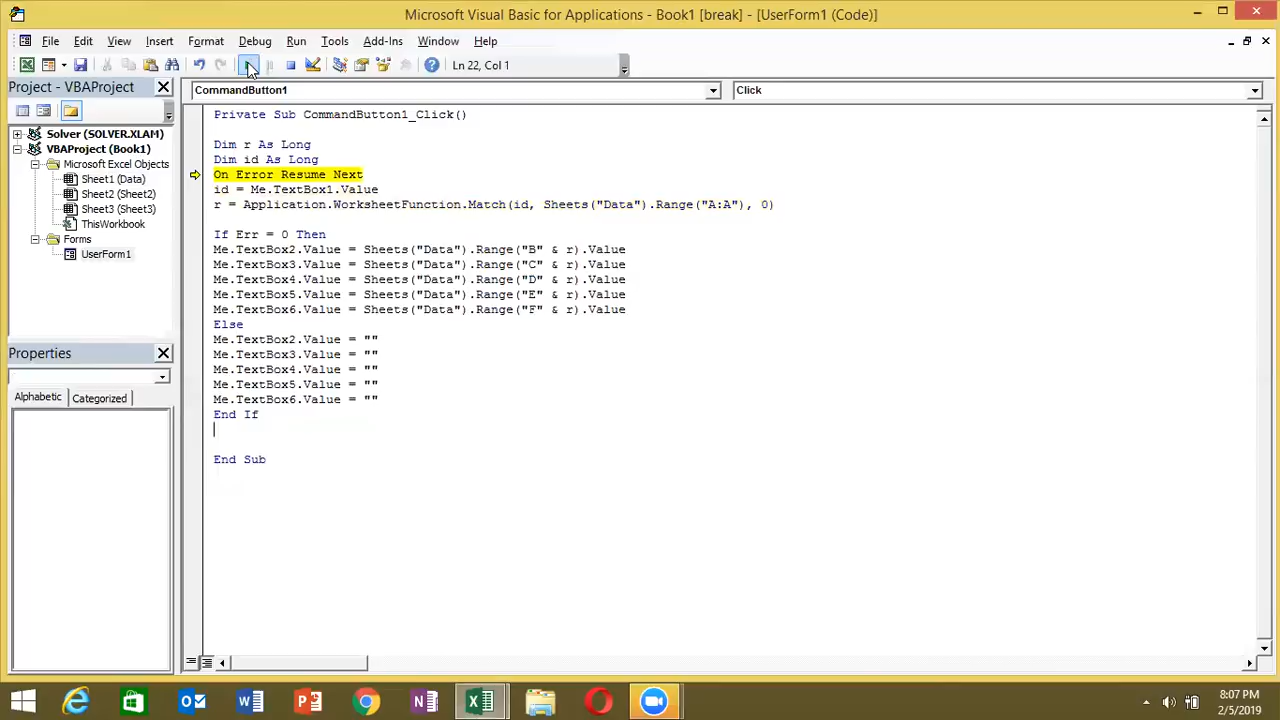 Microsoft Visual Basic for Applications - Book1 [break] - [UserForm1 (Code)]
File Edit View Insert Format Debug Run Tools Add-Ins Window Help
Ln 22, Col 1
Project - VBAProject
CommandButton1
Click
Solver (SOLVER.XLAM)
VBAProject (Book1)
Microsoft Excel Objects
Sheet1 (Data)
Sheet2 (Sheet2)
Sheet3 (Sheet3)
ThisWorkbook
Forms
UserForm1
Properties
Alphabetic Categorized
Private Sub CommandButton1_Click()
Dim r As Long
Dim id As Long
On Error Resume Next
id = Me.TextBox1.Value
r = Application.WorksheetFunction.Match(id, Sheets("Data").Range("A:A"), 0)
If Err = 0 Then
Me.TextBox2.Value = Sheets("Data").Range("B" & r).Value
Me.TextBox3.Value = Sheets("Data").Range("C" & r).Value
Me.TextBox4.Value = Sheets("Data").Range("D" & r).Value
Me.TextBox5.Value = Sheets("Data").Range("E" & r).Value
Me.TextBox6.Value = Sheets("Data").Range("F" & r).Value
Else
Me.TextBox2.Value = ""
Me.TextBox3.Value = ""
Me.TextBox4.Value = ""
Me.TextBox5.Value = ""
Me.TextBox6.Value = ""
End If
End Sub
8:07 PM
2/5/2019